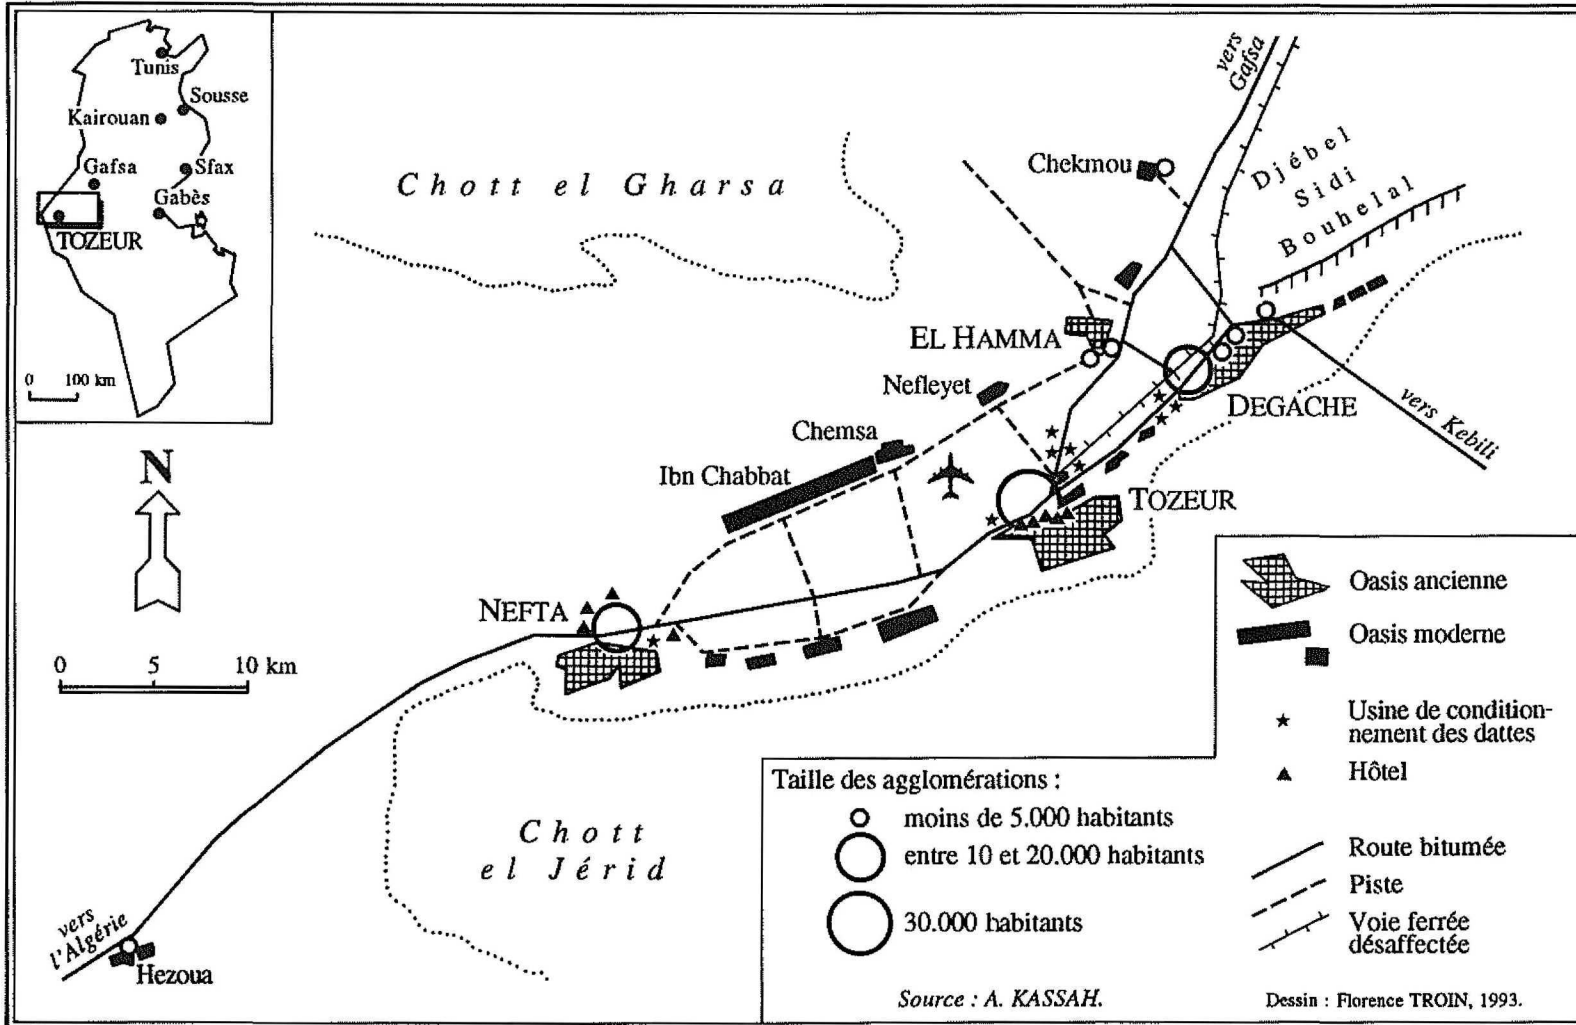 Tunis
Sousse
Kairouan
Sfax
Gafsa
Gabès
TOZEUR
0 100 km
N
0 5 10 km
Chott el Gharsa
vers
Gafsa
Chekmou
Djébel
Sidi
Bouhelal
EL HAMMA
Nefleyet
DEGACHE
vers Kebili
Chemsa
Ibn Chabbat
TOZEUR
NEFTA
Chott
el Jérid
vers
l'Algérie
Hezoua
Oasis ancienne
Oasis moderne
Usine de condition-
nement des dattes
Hôtel
Route bitumée
Piste
Voie ferrée
désaffectée
Taille des agglomérations :
moins de 5.000 habitants
entre 10 et 20.000 habitants
30.000 habitants
Source : A. KASSAH.
Dessin : Florence TROIN, 1993.